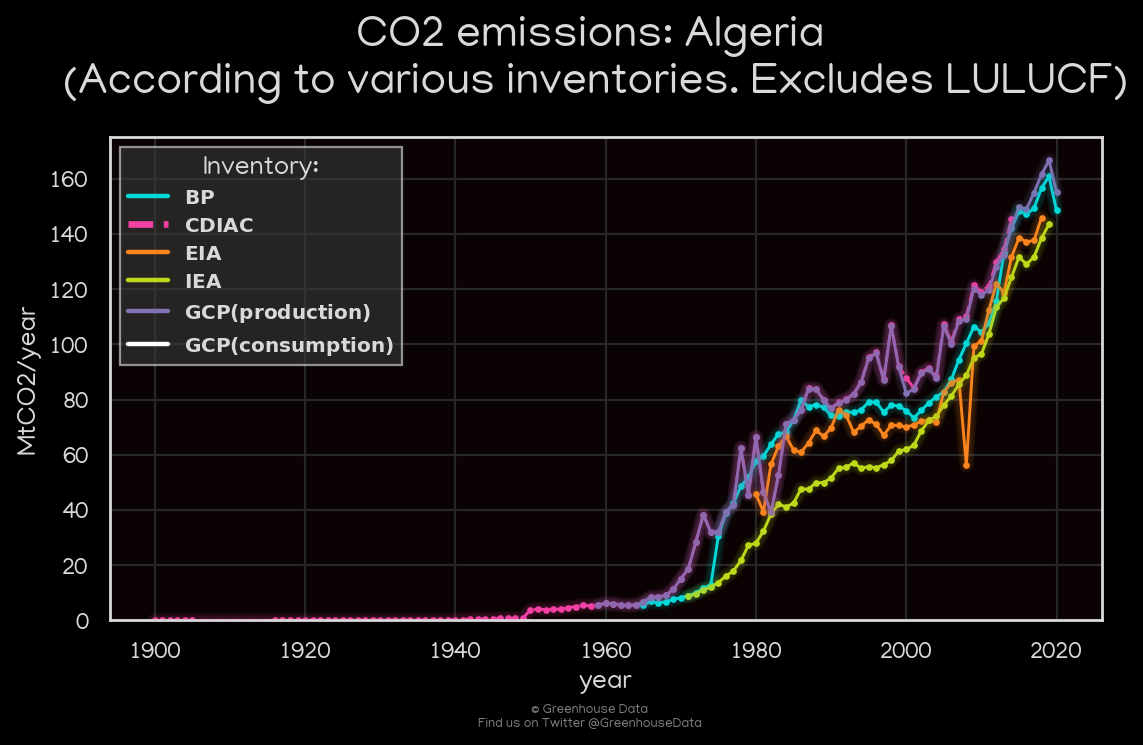 CO2 emissions: Algeria
(According to various inventories. Excludes LULUCF)
Inventory:
BP
CDIAC
EIA
IEA
GCP(production)
GCP(consumption)
MtCO2/year
160
140
120
100
80
60
40
20
0
1900 1920 1940 1960 1980 2000 2020
year
© Greenhouse Data
Find us on Twitter @GreenhouseData